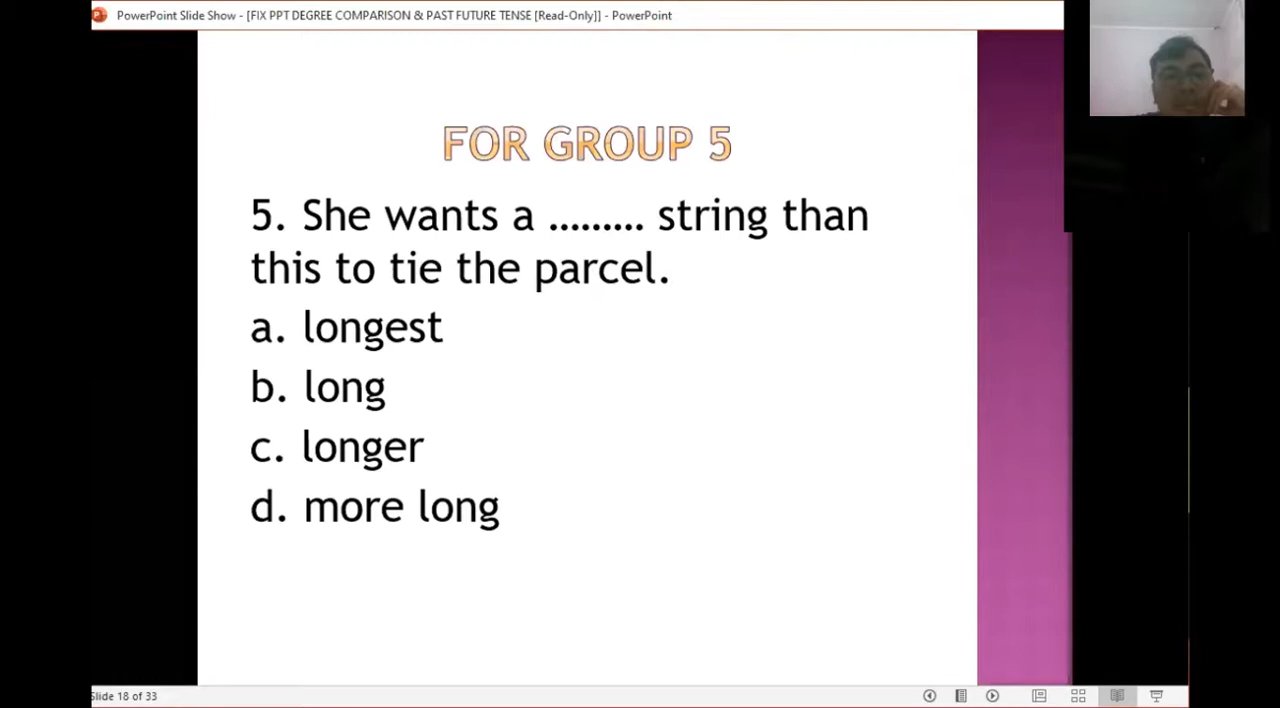 PowerPoint Slide Show - [FIX PPT DEGREE COMPARISON & PAST FUTURE TENSE [Read-Only]] - PowerPoint
FOR GROUP 5
5. She wants a ......... string than
this to tie the parcel.
a. longest
b. long
c. longer
d. more long
Slide 18 of 33